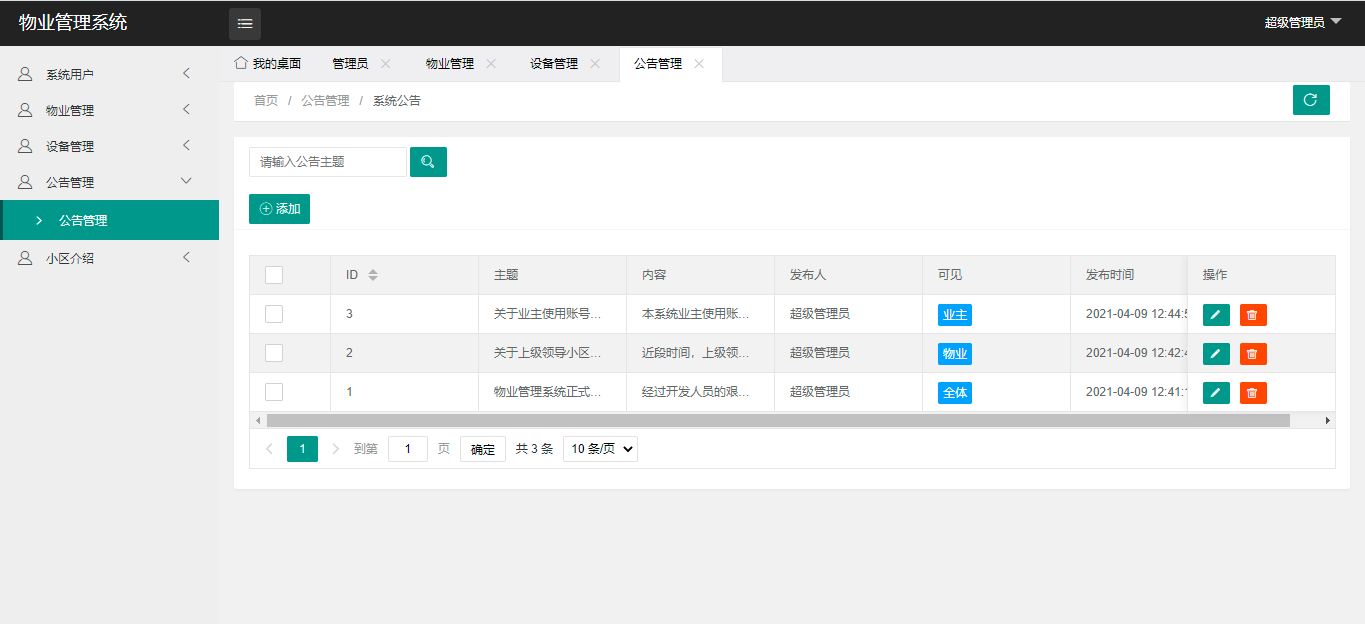 物业管理系统
超级管理员
系统用户
物业管理
设备管理
公告管理
公告管理
小区介绍
我的桌面 管理员 物业管理 设备管理 公告管理
首页 / 公告管理 / 系统公告
请输入公告主题
添加
ID 主题 内容 发布人 可见 发布时间 操作
3 关于业主使用账号... 本系统业主使用账... 超级管理员 业主 2021-04-09 12:44:
2 关于上级领导小区... 近段时间，上级领... 超级管理员 物业 2021-04-09 12:42:
1 物业管理系统正式... 经过开发人员的艰... 超级管理员 全体 2021-04-09 12:41:
1 到第 1 页 确定 共 3 条 10 条/页